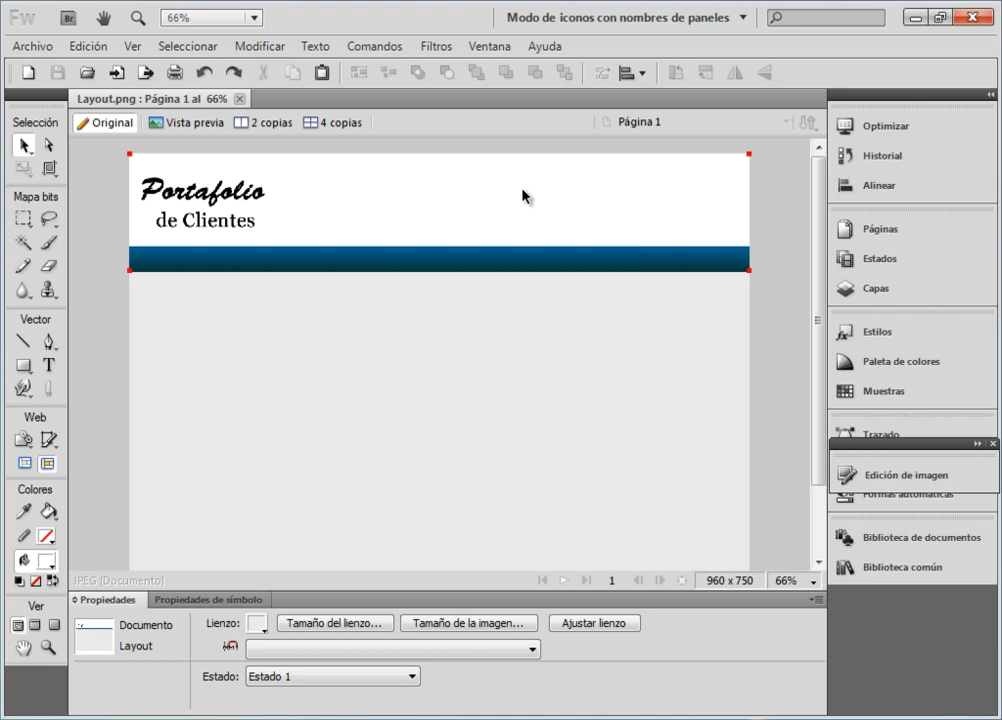 Fw Br 66% Modo de iconos con nombres de paneles
Archivo Edición Ver Seleccionar Modificar Texto Comandos Filtros Ventana Ayuda
Layout.png : Página 1 al 66%
Selección
Original Vista previa 2 copias 4 copias Página 1
Portafolio
de Clientes
Mapa bits
Vector
T
Web
Colores
Ver
Optimizar
Historial
Alinear
Páginas
Estados
Capas
Estilos
Paleta de colores
Muestras
Trazado
Edición de imagen
Formas automáticas
Biblioteca de documentos
Biblioteca común
JPEG (Documento) 1 960 x 750 66%
Propiedades Propiedades de símbolo
Documento
Layout
Lienzo: Tamaño del lienzo... Tamaño de la imagen... Ajustar lienzo
Estado: Estado 1